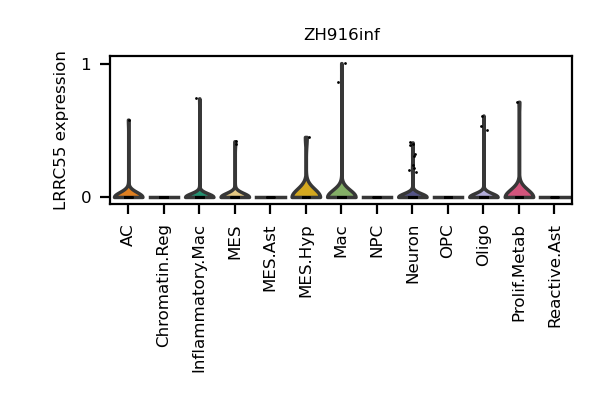 ZH916inf
LRRC55 expression
1
0
AC
Chromatin.Reg
Inflammatory.Mac
MES
MES.Ast
MES.Hyp
Mac
NPC
Neuron
OPC
Oligo
Prolif.Metab
Reactive.Ast